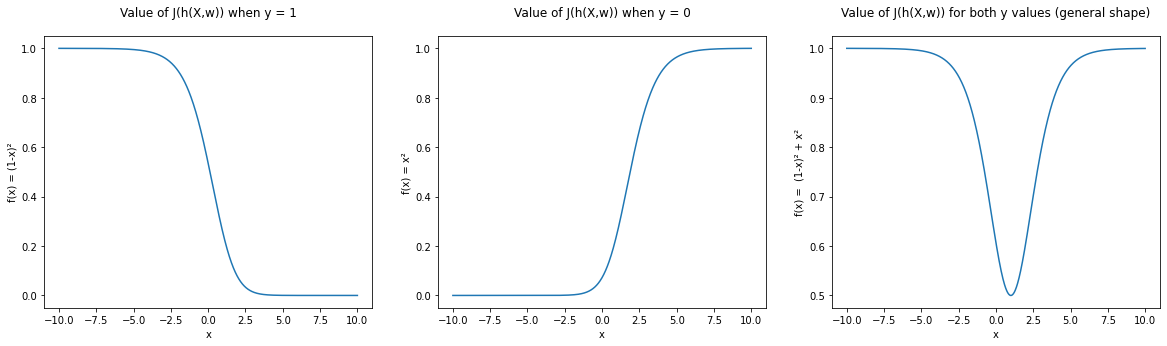 Value of J(h(X,w)) when y = 1
f(x) = (1-x)²
1.0
0.8
0.6
0.4
0.2
0.0
−10.0 −7.5 −5.0 −2.5 0.0 2.5 5.0 7.5 10.0
x
Value of J(h(X,w)) when y = 0
f(x) = x²
1.0
0.8
0.6
0.4
0.2
0.0
−10.0 −7.5 −5.0 −2.5 0.0 2.5 5.0 7.5 10.0
x
Value of J(h(X,w)) for both y values (general shape)
f(x) =  (1-x)² + x²
1.0
0.9
0.8
0.7
0.6
0.5
−10.0 −7.5 −5.0 −2.5 0.0 2.5 5.0 7.5 10.0
x